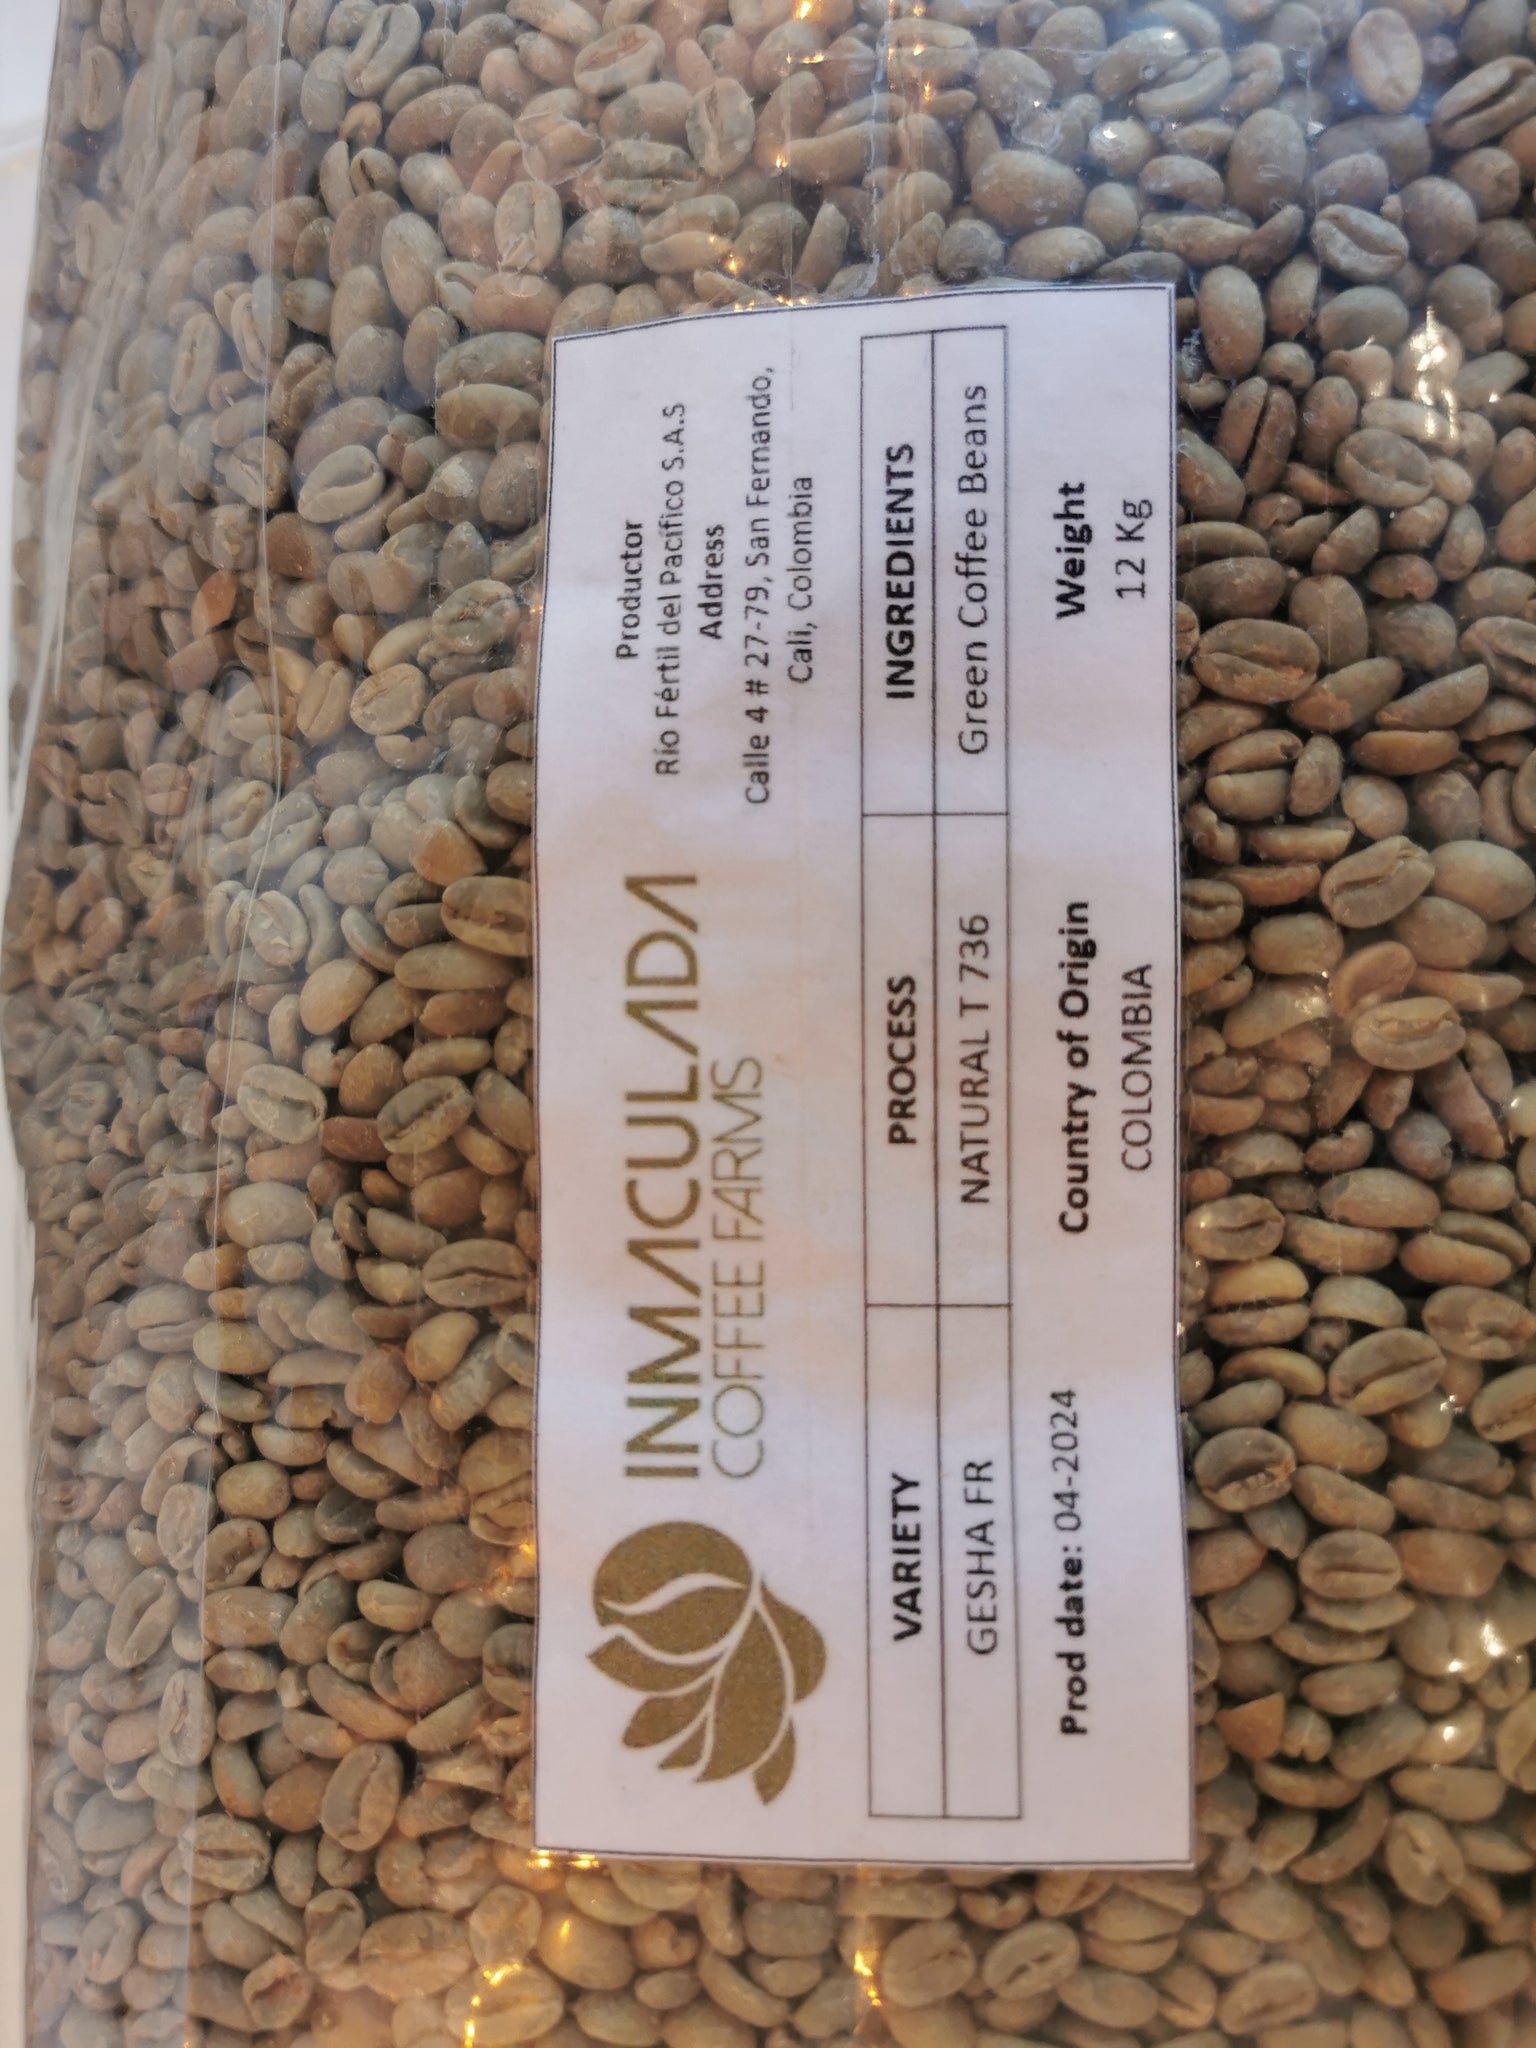 INMACULADA
COFFEE FARMS
Productor
Río Fértil del Pacífico S.A.S
Address
Calle 4 # 27-79, San Fernando,
Cali, Colombia
VARIETY PROCESS INGREDIENTS
GESHA FR NATURAL T 736 Green Coffee Beans
Prod date: 04-2024 Country of Origin Weight
COLOMBIA 12 Kg